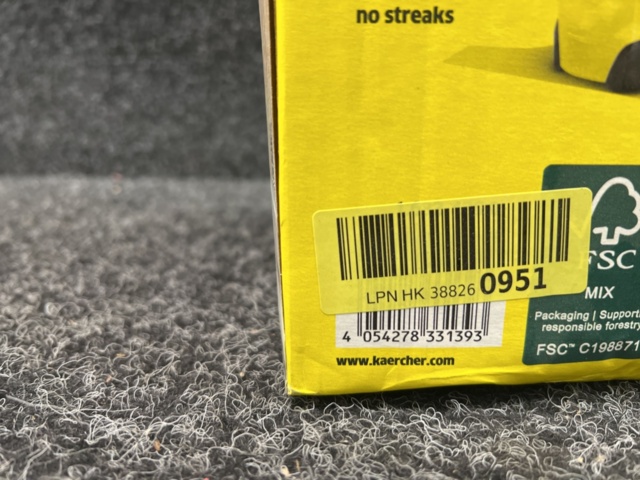 no streaks
LPN HK 38826 0951
4 054278 331393
www.kaercher.com
FSC
MIX
Packaging | Supporti
responsible forestry
FSC™ C198871